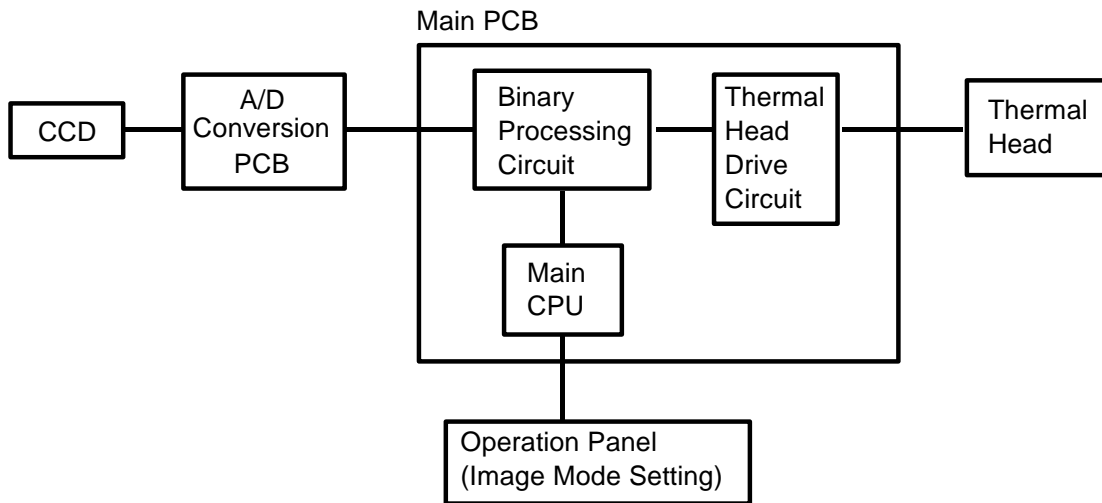 Main PCB
CCD
A/D
Conversion
PCB
Binary
Processing
Circuit
Thermal
Head
Drive
Circuit
Thermal
Head
Main
CPU
Operation Panel
(Image Mode Setting)